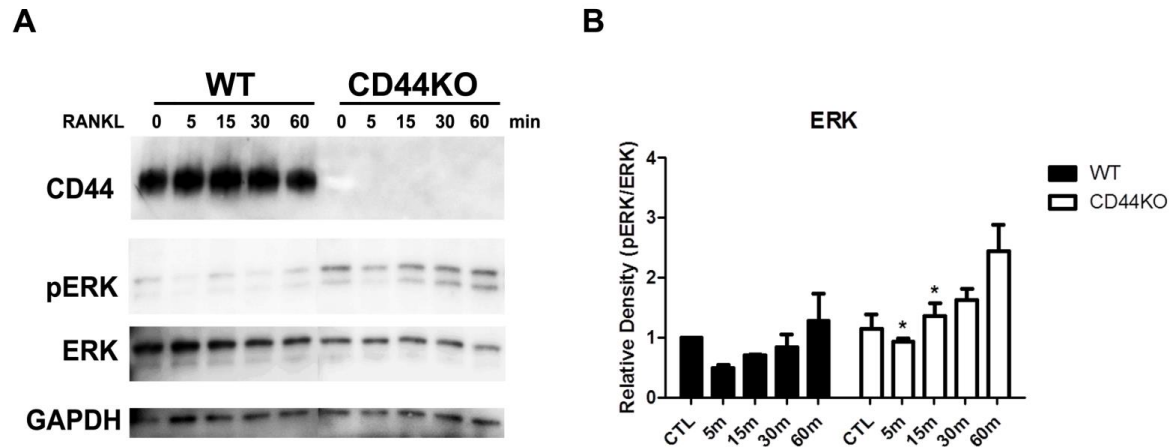 A
WT CD44KO
RANKL 0 5 15 30 60 0 5 15 30 60 min
CD44
pERK
ERK
GAPDH
B
ERK
Relative Density (pERK/ERK)
4
3
2
1
0
* *
CTL 5m 15m 30m 60m CTL 5m 15m 30m 60m
WT
CD44KO